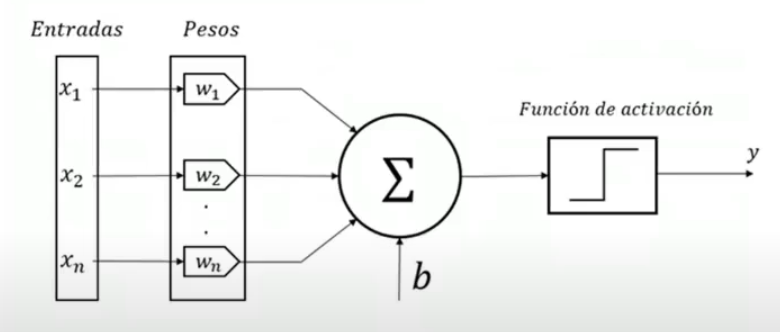 Entradas Pesos
Función de activación
x₁ w₁
x₂ w₂
.
.
xₙ wₙ
Σ
b
y